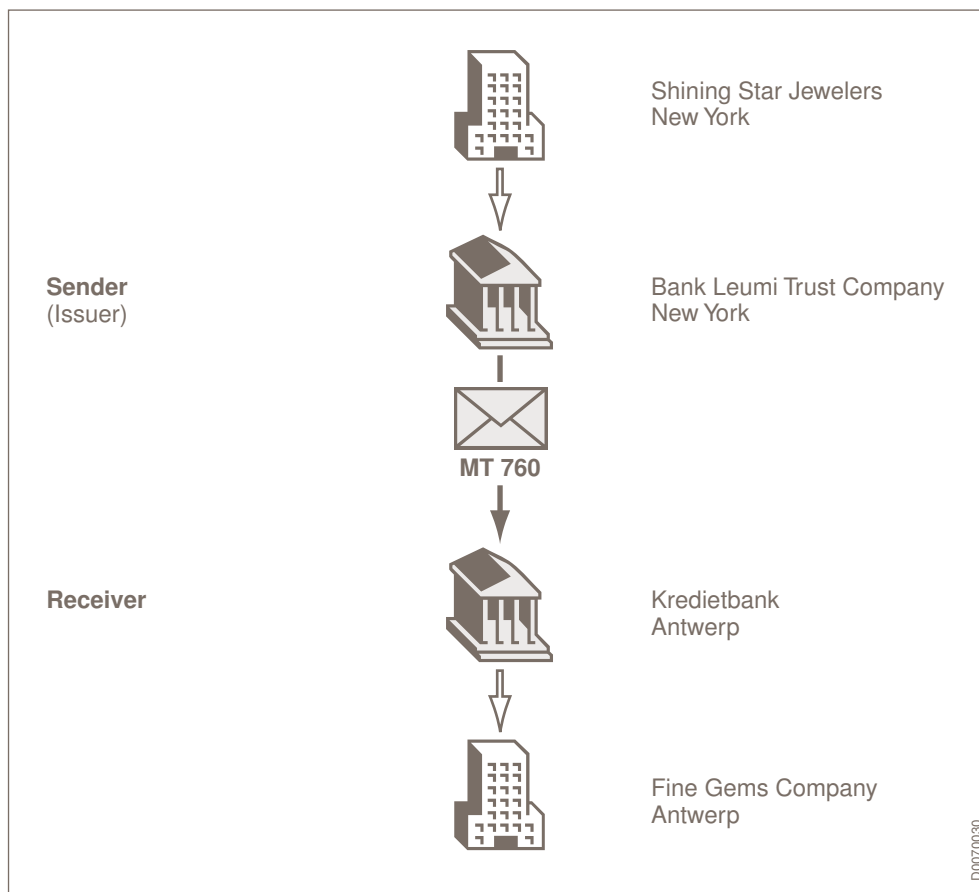 Shining Star Jewelers
New York
Sender
(Issuer)
Bank Leumi Trust Company
New York
MT 760
Receiver
Kredietbank
Antwerp
Fine Gems Company
Antwerp
D0070030